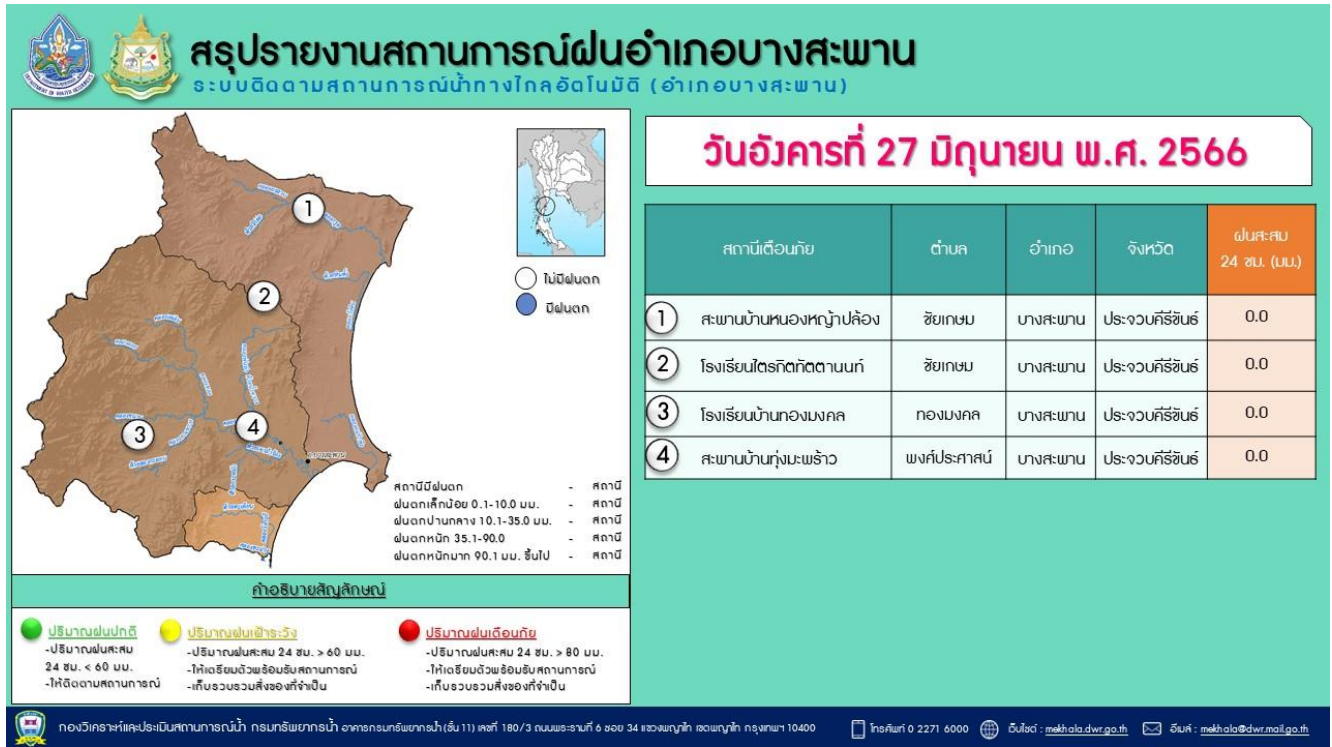 สรุปรายงานสถานการณ์ฝนอำเภอบางสะพาน
ระบบติดตามสถานการณ์น้ำทางไกลอัตโนมัติ (อำเภอบางสะพาน)
1
2
3
4
ไม่มีฝนตก
มีฝนตก
สถานีมีฝนตก - สถานี
ฝนตกเล็กน้อย 0.1-10.0 มม. - สถานี
ฝนตกปานกลาง 10.1-35.0 มม. - สถานี
ฝนตกหนัก 35.1-90.0 - สถานี
ฝนตกหนักมาก 90.1 มม. ขึ้นไป - สถานี
คำอธิบายสัญลักษณ์
ปริมาณฝนปกติ
-ปริมาณฝนสะสม
24 ชม. < 60 มม.
-ให้ติดตามสถานการณ์
ปริมาณฝนเฝ้าระวัง
-ปริมาณฝนสะสม 24 ชม. > 60 มม.
-ให้เตรียมตัวพร้อมรับสถานการณ์
-เก็บรวบรวมสิ่งของที่จำเป็น
ปริมาณฝนเตือนภัย
-ปริมาณฝนสะสม 24 ชม. > 80 มม.
-ให้เตรียมตัวพร้อมรับสถานการณ์
-เก็บรวบรวมสิ่งของที่จำเป็น
วันอังคารที่ 27 มิถุนายน พ.ศ. 2566
สถานีเตือนภัย ตำบล อำเภอ จังหวัด ฝนสะสม
24 ชม. (มม.)
1 สะพานบ้านหนองหญ้าปล้อง ชัยเกษม บางสะพาน ประจวบคีรีขันธ์ 0.0
2 โรงเรียนไตรกิตทัตตานนท์ ชัยเกษม บางสะพาน ประจวบคีรีขันธ์ 0.0
3 โรงเรียนบ้านทองมงคล ทองมงคล บางสะพาน ประจวบคีรีขันธ์ 0.0
4 สะพานบ้านทุ่งมะพร้าว พงศ์ประศาสน์ บางสะพาน ประจวบคีรีขันธ์ 0.0
กองวิเคราะห์และประเมินสถานการณ์น้ำ กรมทรัพยากรน้ำ อาคารกรมทรัพยากรน้ำ (ชั้น 11) เลขที่ 180/3 ถนนพระรามที่ 6 ซอย 34 แขวงพญาไท เขตพญาไท กรุงเทพฯ 10400 โทรศัพท์ 0 2271 6000 เว็บไซต์ : mekhala.dwr.go.th อีเมล์ : mekhala@dwr.mail.go.th